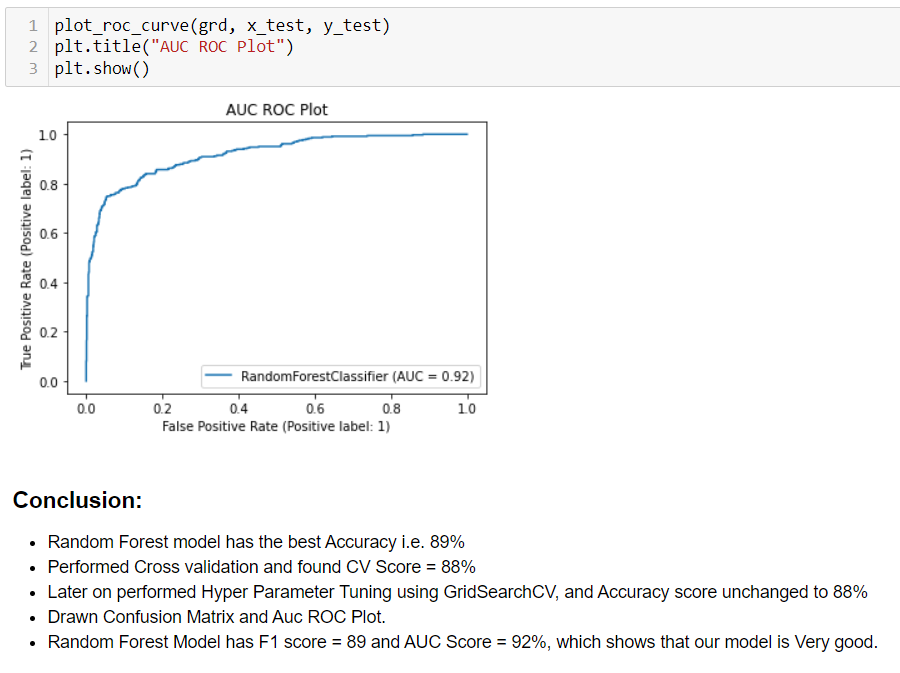 1 plot_roc_curve(grd, x_test, y_test)
2 plt.title("AUC ROC Plot")
3 plt.show()
AUC ROC Plot
True Positive Rate (Positive label: 1)
1.0
0.8
0.6
0.4
0.2
0.0
RandomForestClassifier (AUC = 0.92)
0.0 0.2 0.4 0.6 0.8 1.0
False Positive Rate (Positive label: 1)
Conclusion:
• Random Forest model has the best Accuracy i.e. 89%
• Performed Cross validation and found CV Score = 88%
• Later on performed Hyper Parameter Tuning using GridSearchCV, and Accuracy score unchanged to 88%
• Drawn Confusion Matrix and Auc ROC Plot.
• Random Forest Model has F1 score = 89 and AUC Score = 92%, which shows that our model is Very good.